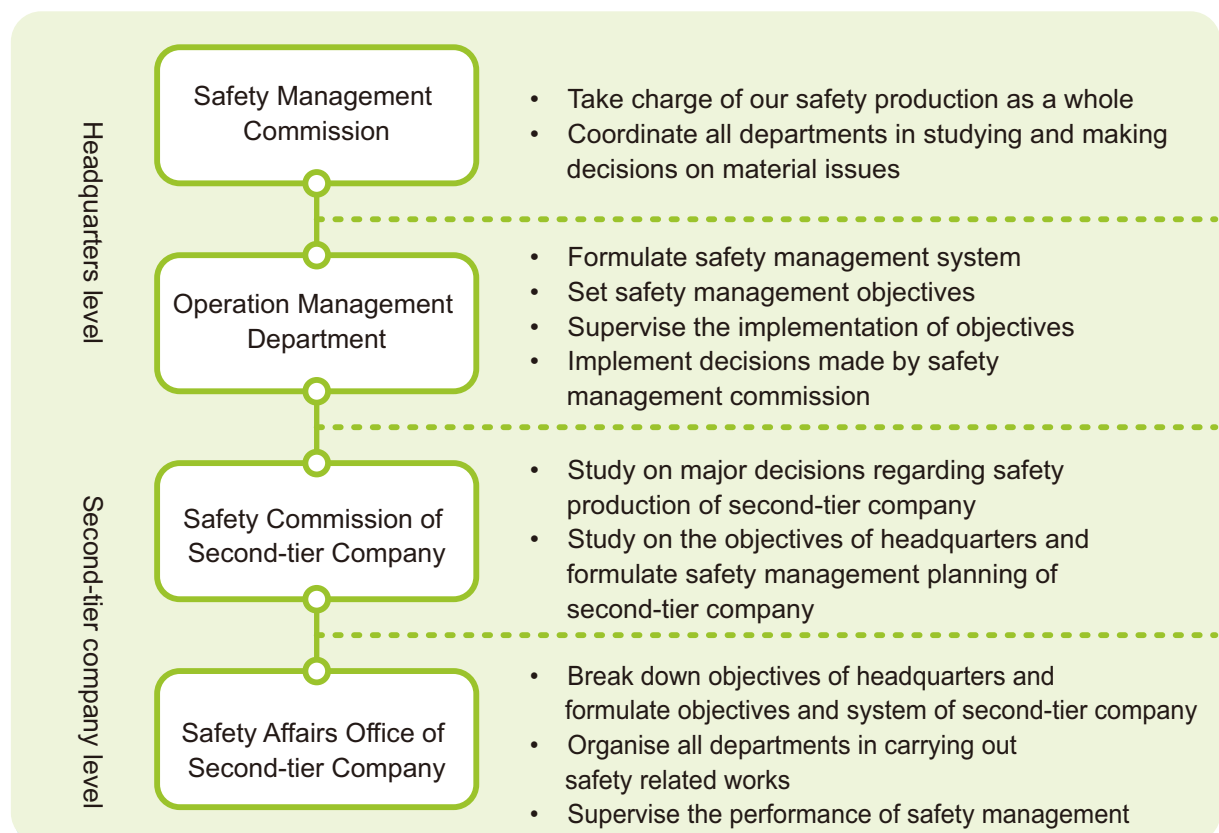 Headquarters level
Safety Management
Commission
• Take charge of our safety production as a whole
• Coordinate all departments in studying and making
decisions on material issues
Operation Management
Department
• Formulate safety management system
• Set safety management objectives
• Supervise the implementation of objectives
• Implement decisions made by safety
management commission
Second-tier company level
Safety Commission of
Second-tier Company
• Study on major decisions regarding safety
production of second-tier company
• Study on the objectives of headquarters and
formulate safety management planning of
second-tier company
Safety Affairs Office of
Second-tier Company
• Break down objectives of headquarters and
formulate objectives and system of second-tier company
• Organise all departments in carrying out
safety related works
• Supervise the performance of safety management